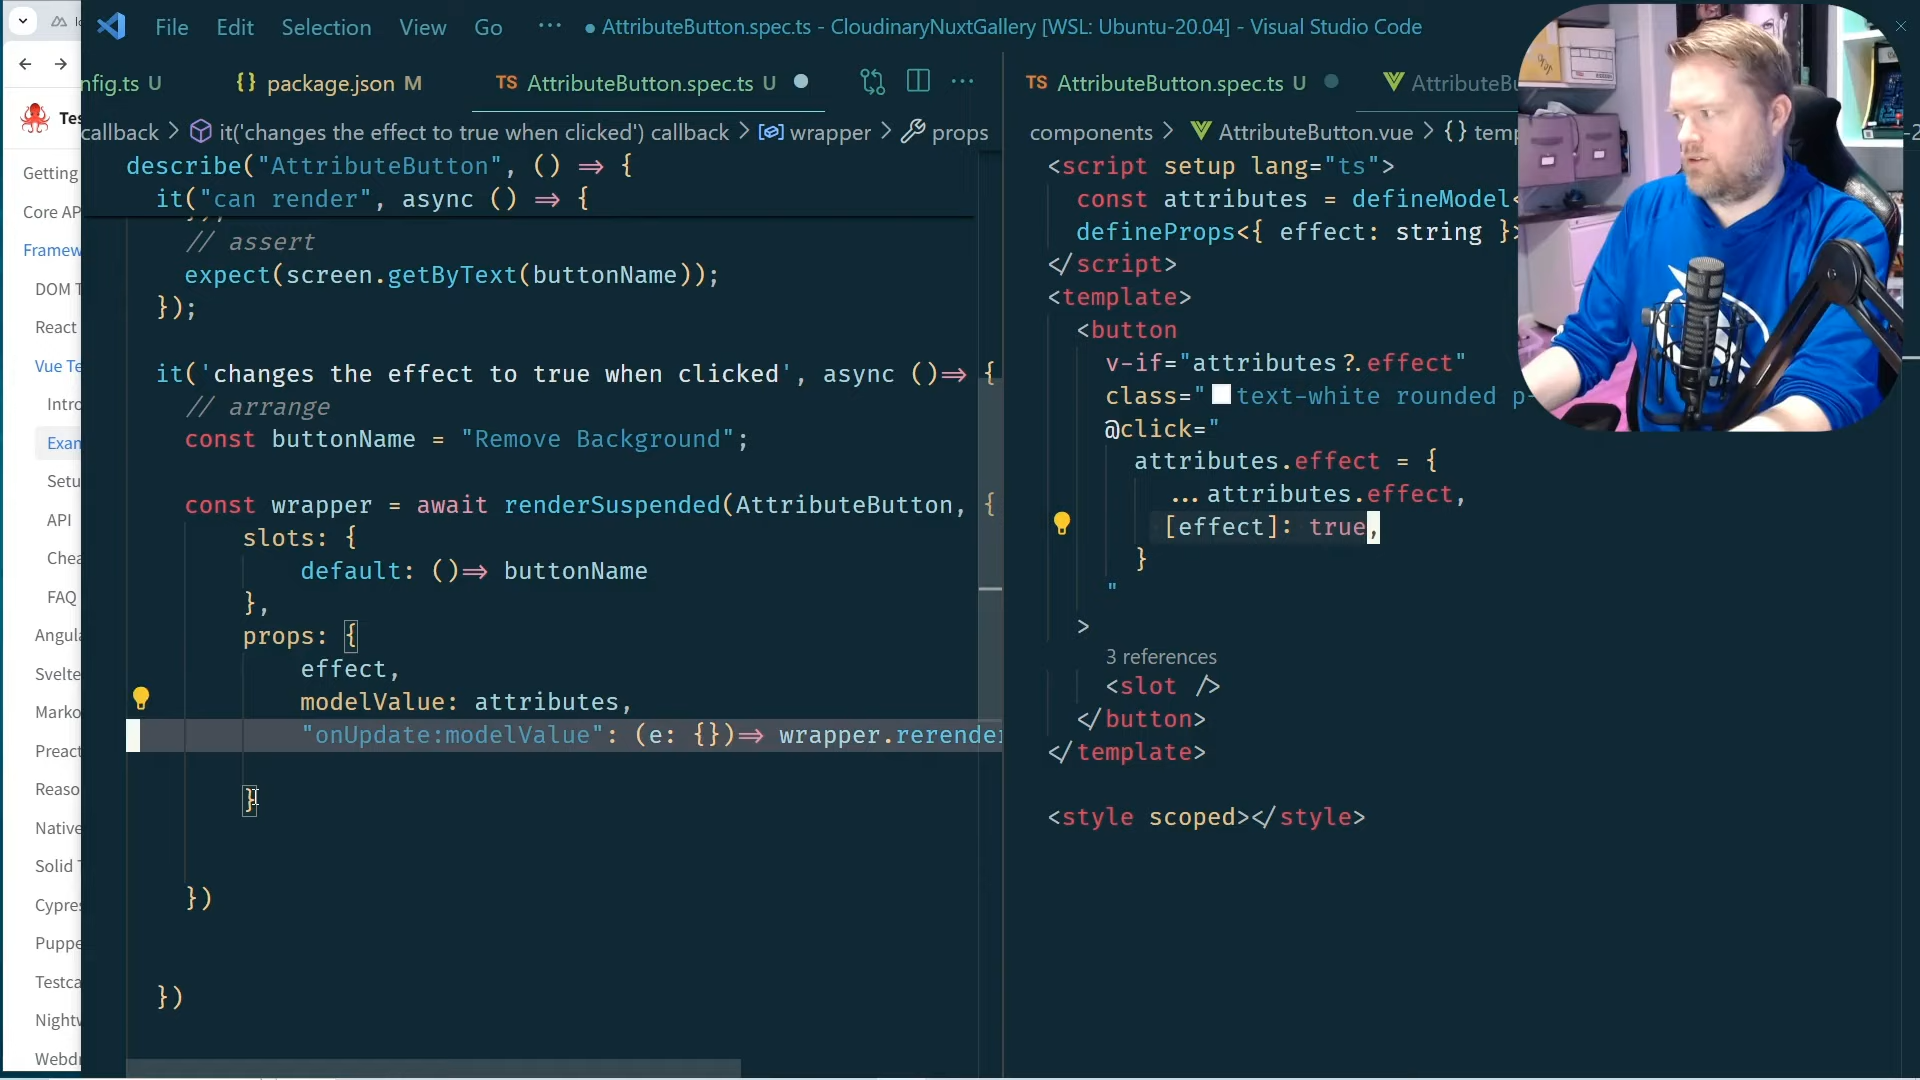 File Edit Selection View Go ··· ● AttributeButton.spec.ts - CloudinaryNuxtGallery [WSL: Ubuntu-20.04] - Visual Studio Code
nfig.ts U {} package.json M TS AttributeButton.spec.ts U ● ···
TS AttributeButton.spec.ts U ● AttributeBu
callback > it('changes the effect to true when clicked') callback > wrapper > props
components > AttributeButton.vue > {} temp
Tes
Getting
Core AP
Framew
DOM T
React
Vue Te
Intro
Exam
Setu
API
Chea
FAQ
Angula
Svelte
Marko
Preact
Reaso
Native
Solid T
Cypres
Puppe
Testca
Nightw
Webdr
describe("AttributeButton", () => {
it("can render", async () => {
// assert
expect(screen.getByText(buttonName));
});
it('changes the effect to true when clicked', async ()=> {
// arrange
const buttonName = "Remove Background";
const wrapper = await renderSuspended(AttributeButton, {
slots: {
default: ()=> buttonName
},
props: {
effect,
modelValue: attributes,
"onUpdate:modelValue": (e: {})=> wrapper.rerender
}
})
})
<script setup lang="ts">
const attributes = defineModel<
defineProps<{ effect: string }>
</script>
<template>
<button
v-if="attributes?.effect"
class="text-white rounded p-
@click="
attributes.effect = {
...attributes.effect,
[effect]: true,
}
"
>
3 references
<slot />
</button>
</template>
<style scoped></style>